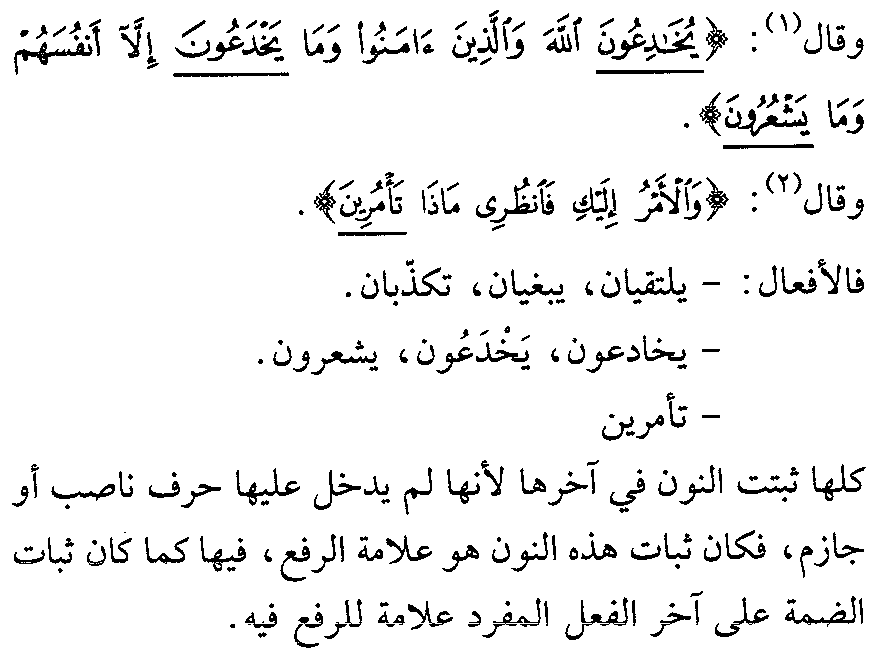 وقال(١): ﴿يُخَٰدِعُونَ ٱللَّهَ وَٱلَّذِينَ ءَامَنُوا۟ وَمَا يَخْدَعُونَ إِلَّآ أَنفُسَهُمْ
وَمَا يَشْعُرُونَ﴾.
وقال(٢): ﴿وَٱلْأَمْرُ إِلَيْكِ فَٱنظُرِى مَاذَا تَأْمُرِينَ﴾.
فالأفعال: – يلتقيان، يبغيان، تكذّبان.
– يخادعون، يَخْدَعُون، يشعرون.
– تأمرين
كلها ثبتت النون في آخرها لأنها لم يدخل عليها حرف ناصب أو
جازم، فكان ثبات هذه النون هو علامة الرفع، فيها كما كان ثبات
الضمة على آخر الفعل المفرد علامة للرفع فيه.